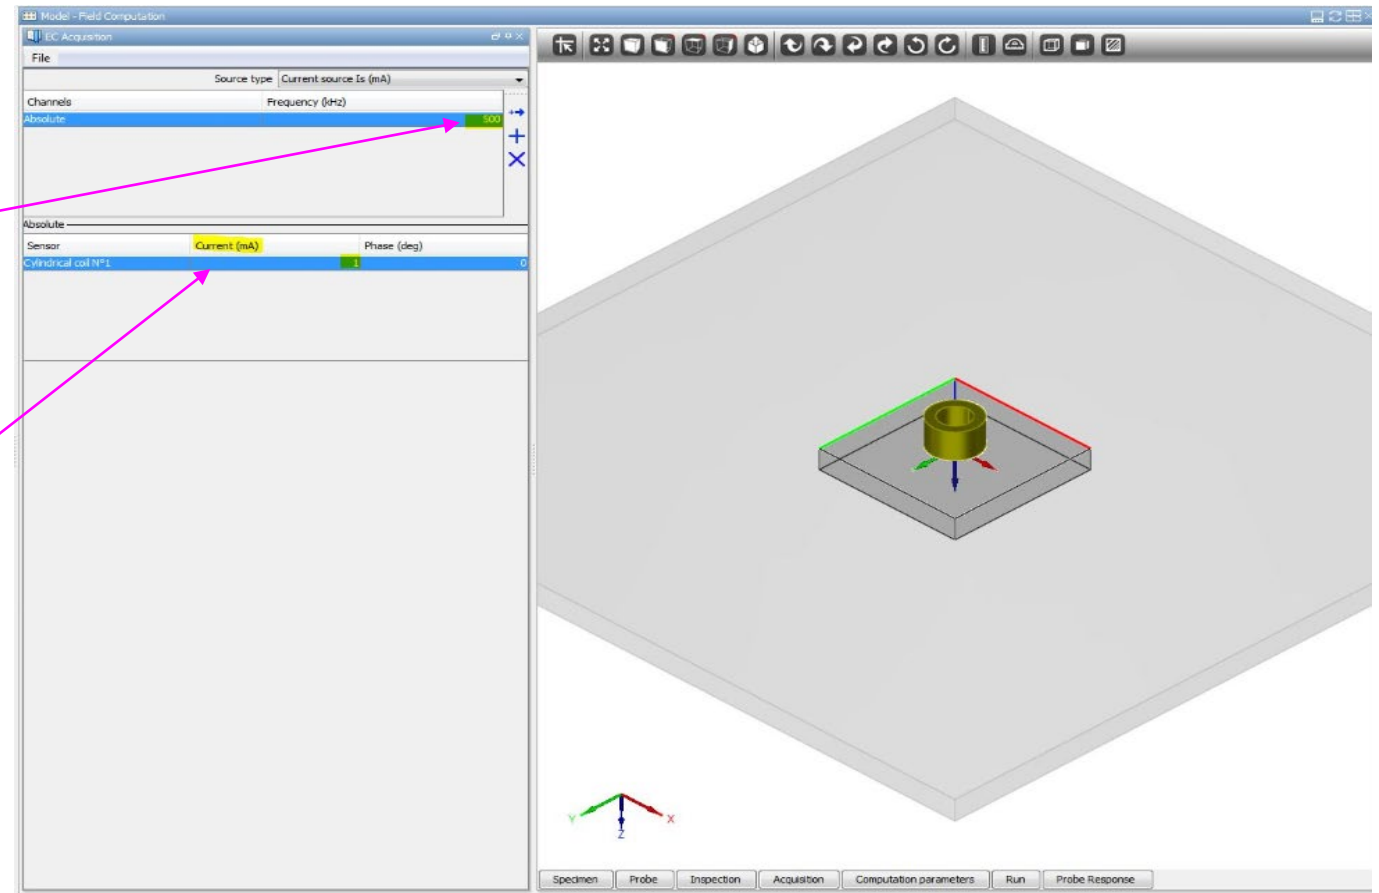 Model - Field Computation
EC Acquisition
File
Source type Current source Is (mA)
Channels Frequency (kHz)
Absolute 500
Absolute
Sensor Current (mA) Phase (deg)
Cylindrical coil N°1 1 0
Y Z X
Specimen Probe Inspection Acquisition Computation parameters Run Probe Response